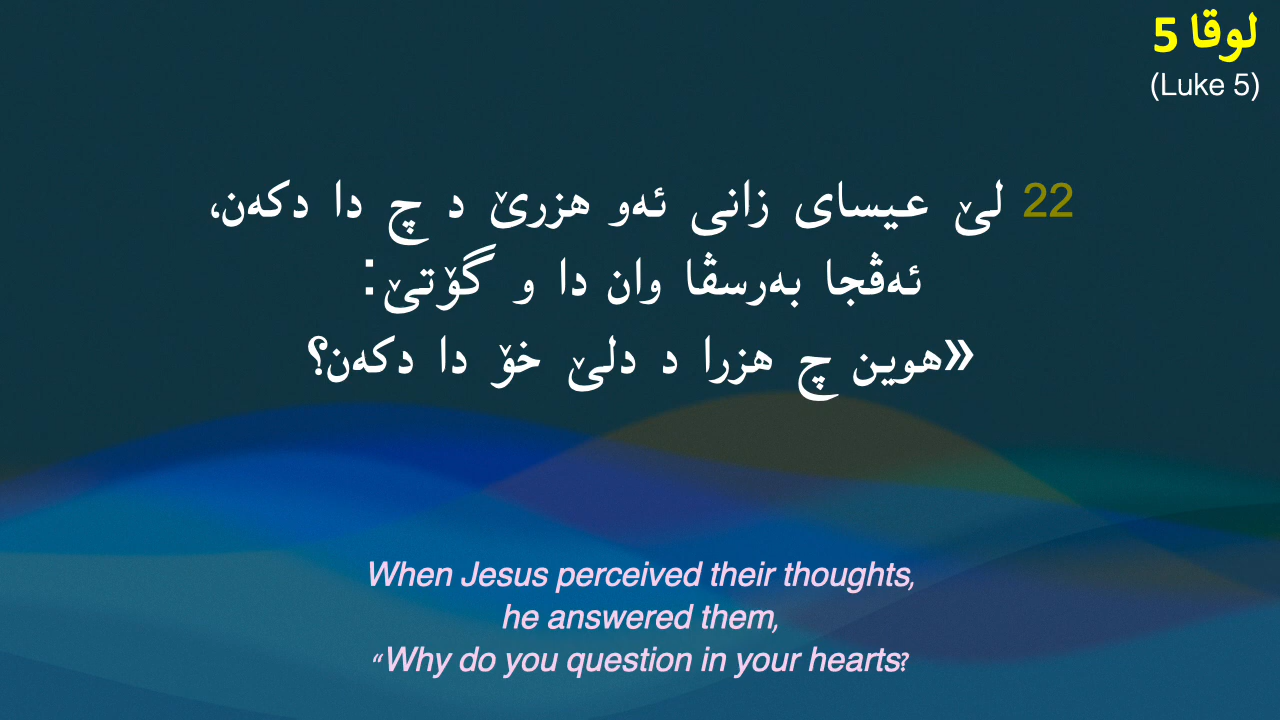 لوقا 5
(Luke 5)
22 لێ عیسای زانی ئەو هزرێ د چ دا دکەن،
ئەڤجا بەرسڤا وان دا و گۆتێ:
«هوین چ هزرا د دلێ خۆ دا دکەن؟
When Jesus perceived their thoughts,
he answered them,
“Why do you question in your hearts?